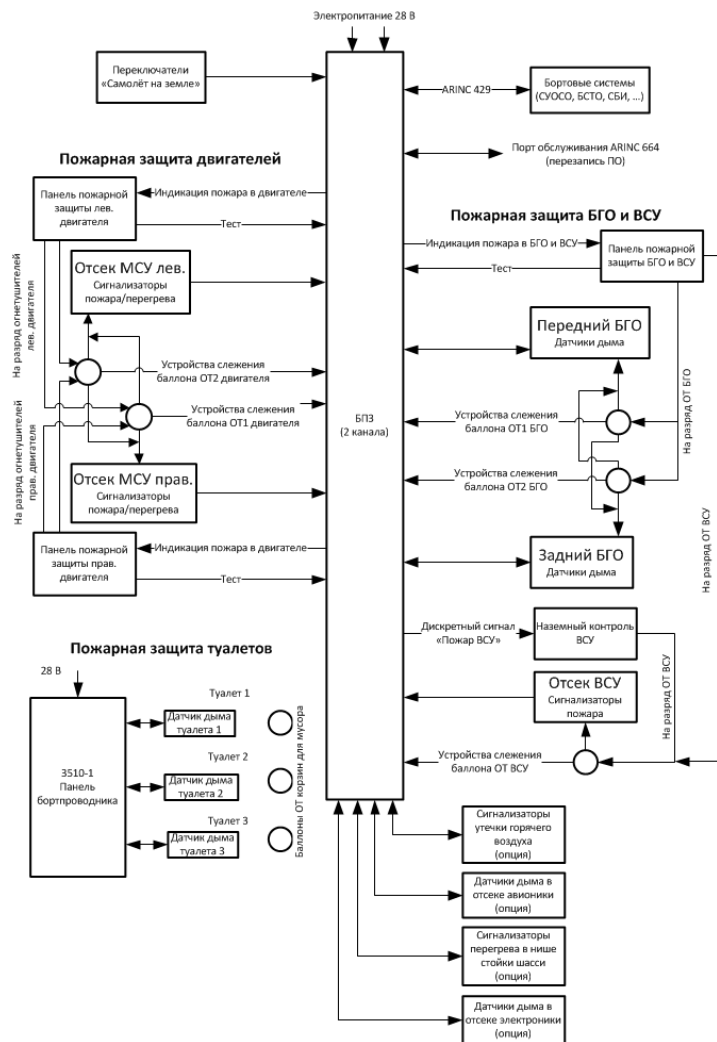 Электропитание 28 В
Переключатели
«Самолёт на земле»
ARINC 429
Бортовые системы
(СУОСО, БСТО, СБИ, ...)
Порт обслуживания ARINC 664
(перезапись ПО)
Пожарная защита двигателей
Панель пожарной
защиты лев.
двигателя
Индикация пожара в двигателе
Тест
На разряд огнетушителей
лев. двигателя
Отсек МСУ лев.
Сигнализаторы
пожара/перегрева
Устройства слежения
баллона ОТ2 двигателя
Устройства слежения
баллона ОТ1 двигателя
На разряд огнетушителей
прав. двигателя
Отсек МСУ прав.
Сигнализаторы
пожара/перегрева
Панель пожарной
защиты прав.
двигателя
Индикация пожара в двигателе
Тест
БПЗ
(2 канала)
Пожарная защита БГО и ВСУ
Индикация пожара в БГО и ВСУ
Тест
Панель пожарной
защиты БГО и ВСУ
Передний БГО
Датчики дыма
На разряд ОТ БГО
Устройства слежения
баллона ОТ1 БГО
Устройства слежения
баллона ОТ2 БГО
Задний БГО
Датчики дыма
На разряд ОТ ВСУ
Дискретный сигнал
«Пожар ВСУ»
Наземный контроль
ВСУ
Отсек ВСУ
Сигнализаторы
пожара
На разряд ОТ ВСУ
Устройства слежения
баллона ОТ ВСУ
Пожарная защита туалетов
28 В
3510-1
Панель
бортпроводника
Туалет 1
Датчик дыма
туалета 1
Туалет 2
Датчик дыма
туалета 2
Туалет 3
Датчик дыма
туалета 3
Баллоны ОТ корзин для мусора
Сигнализаторы
утечки горячего
воздуха
(опция)
Датчики дыма в
отсеке авионики
(опция)
Сигнализаторы
перегрева в нише
стойки шасси
(опция)
Датчики дыма в
отсеке электроники
(опция)